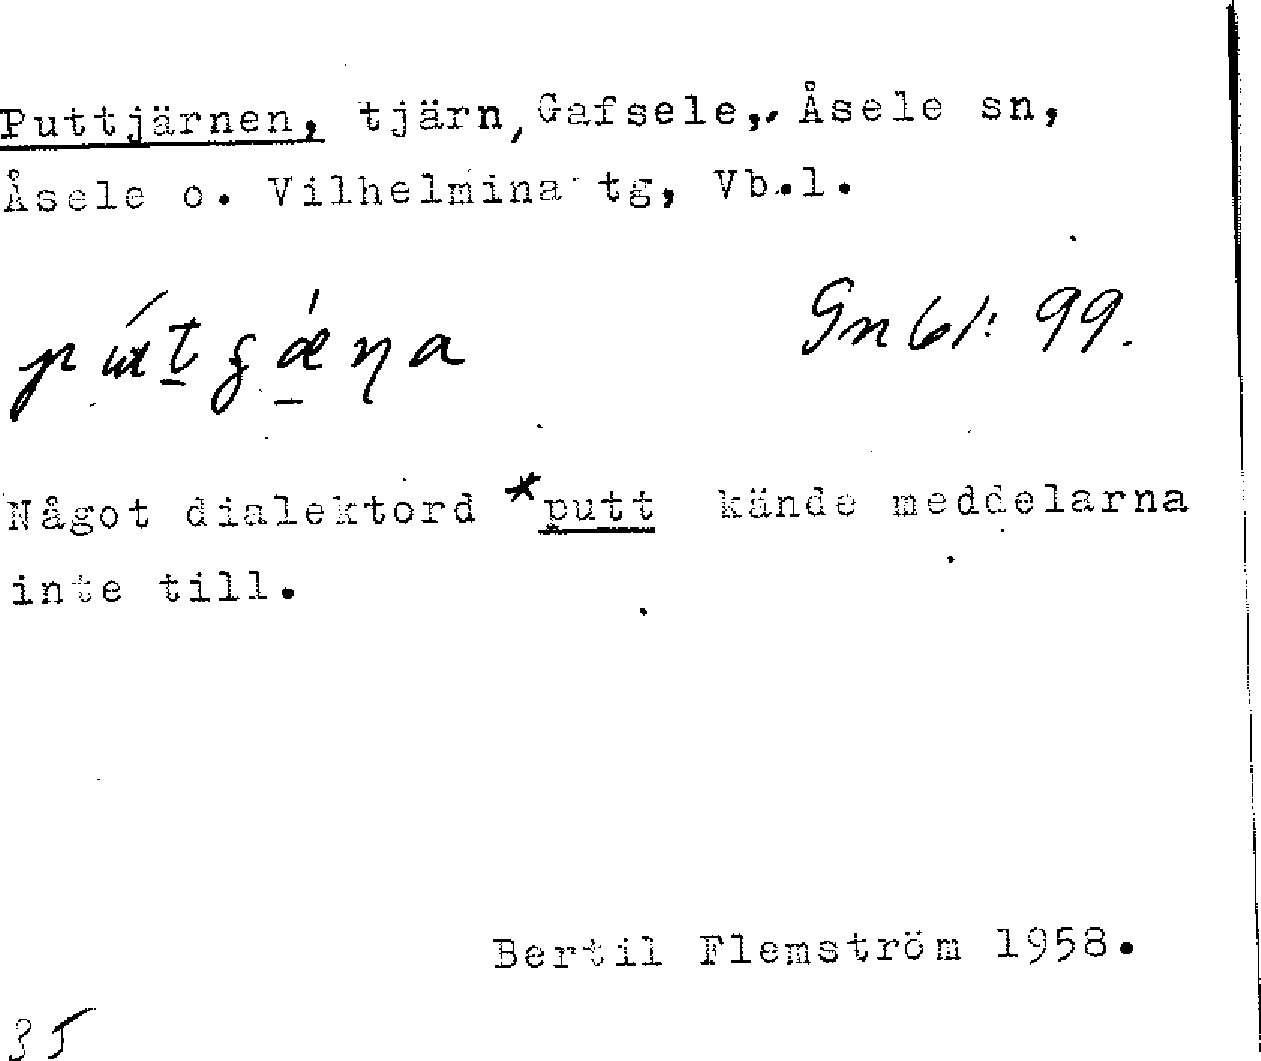 Puttjärnen, tjärn, Gafsele, Åsele sn,
Åsele o. Vilhelmina tg, Vb.l.
Gn 61: 99.
Något dialektord *putt kände meddelarna
inte till.
Bertil Flemström 1958.
35